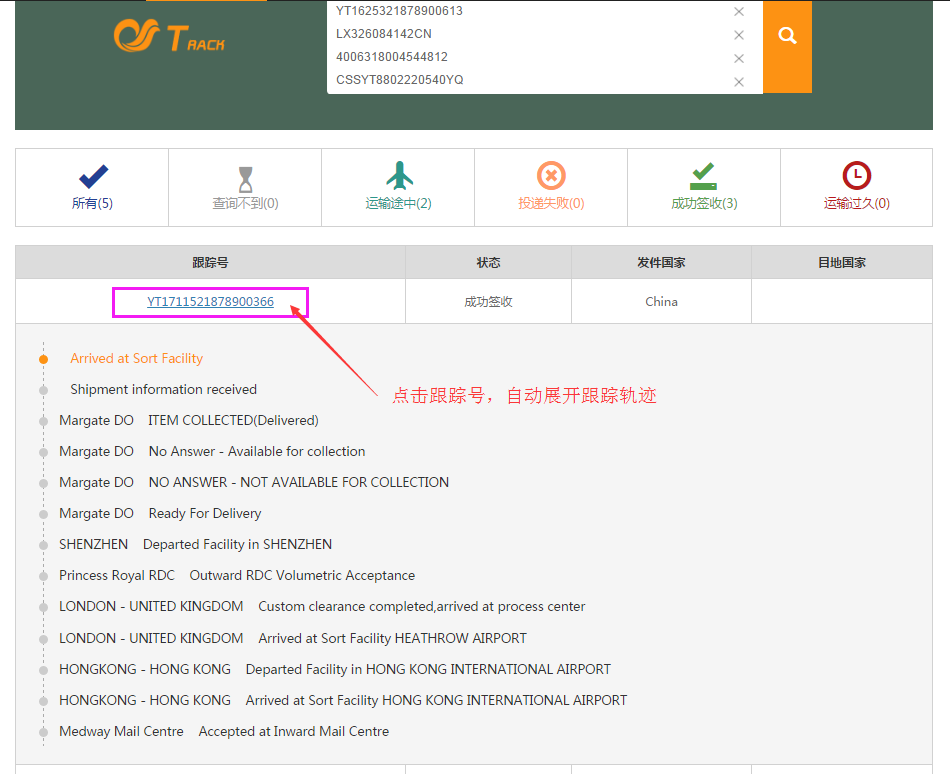 YT1625321878900613
TRACK
LX326084142CN
4006318004544812
CSSYT8802220540YQ
所有(5)
查询不到(0)
运输途中(2)
投递失败(0)
成功签收(3)
运输过久(0)
跟踪号
状态
发件国家
目地国家
YT1711521878900366
成功签收
China
Arrived at Sort Facility
Shipment information received
点击跟踪号，自动展开跟踪轨迹
Margate DO ITEM COLLECTED(Delivered)
Margate DO No Answer - Available for collection
Margate DO NO ANSWER - NOT AVAILABLE FOR COLLECTION
Margate DO Ready For Delivery
SHENZHEN Departed Facility in SHENZHEN
Princess Royal RDC Outward RDC Volumetric Acceptance
LONDON - UNITED KINGDOM Custom clearance completed,arrived at process center
LONDON - UNITED KINGDOM Arrived at Sort Facility HEATHROW AIRPORT
HONGKONG - HONG KONG Departed Facility in HONG KONG INTERNATIONAL AIRPORT
HONGKONG - HONG KONG Arrived at Sort Facility HONG KONG INTERNATIONAL AIRPORT
Medway Mail Centre Accepted at Inward Mail Centre